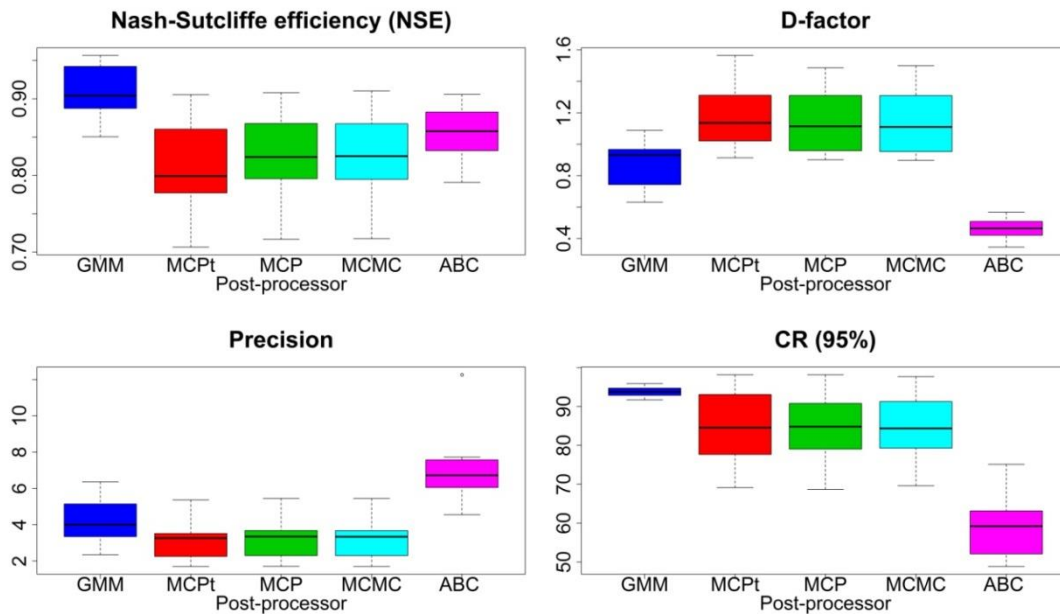 Nash-Sutcliffe efficiency (NSE)
0.90
0.80
0.70
GMM MCPt MCP MCMC ABC
Post-processor
D-factor
1.6
1.2
0.8
0.4
GMM MCPt MCP MCMC ABC
Post-processor
Precision
10
8
6
4
2
GMM MCPt MCP MCMC ABC
Post-processor
CR (95%)
90
80
70
60
50
GMM MCPt MCP MCMC ABC
Post-processor